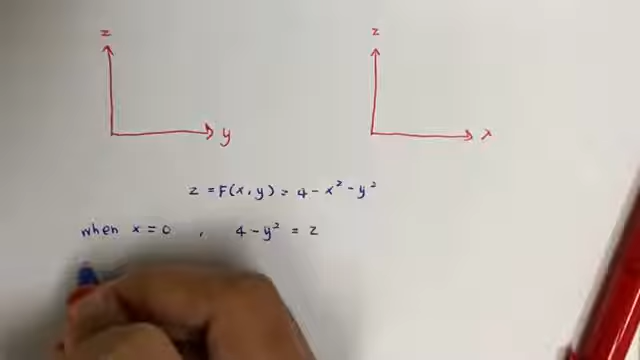 z z
y x
z = F(x, y) = 4 - x² - y²
when x = 0 , 4 - y² = z